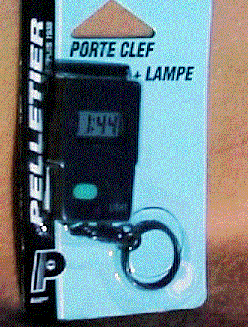 PORTE CLEF
+ LAMPE
1:44
PELLETIER